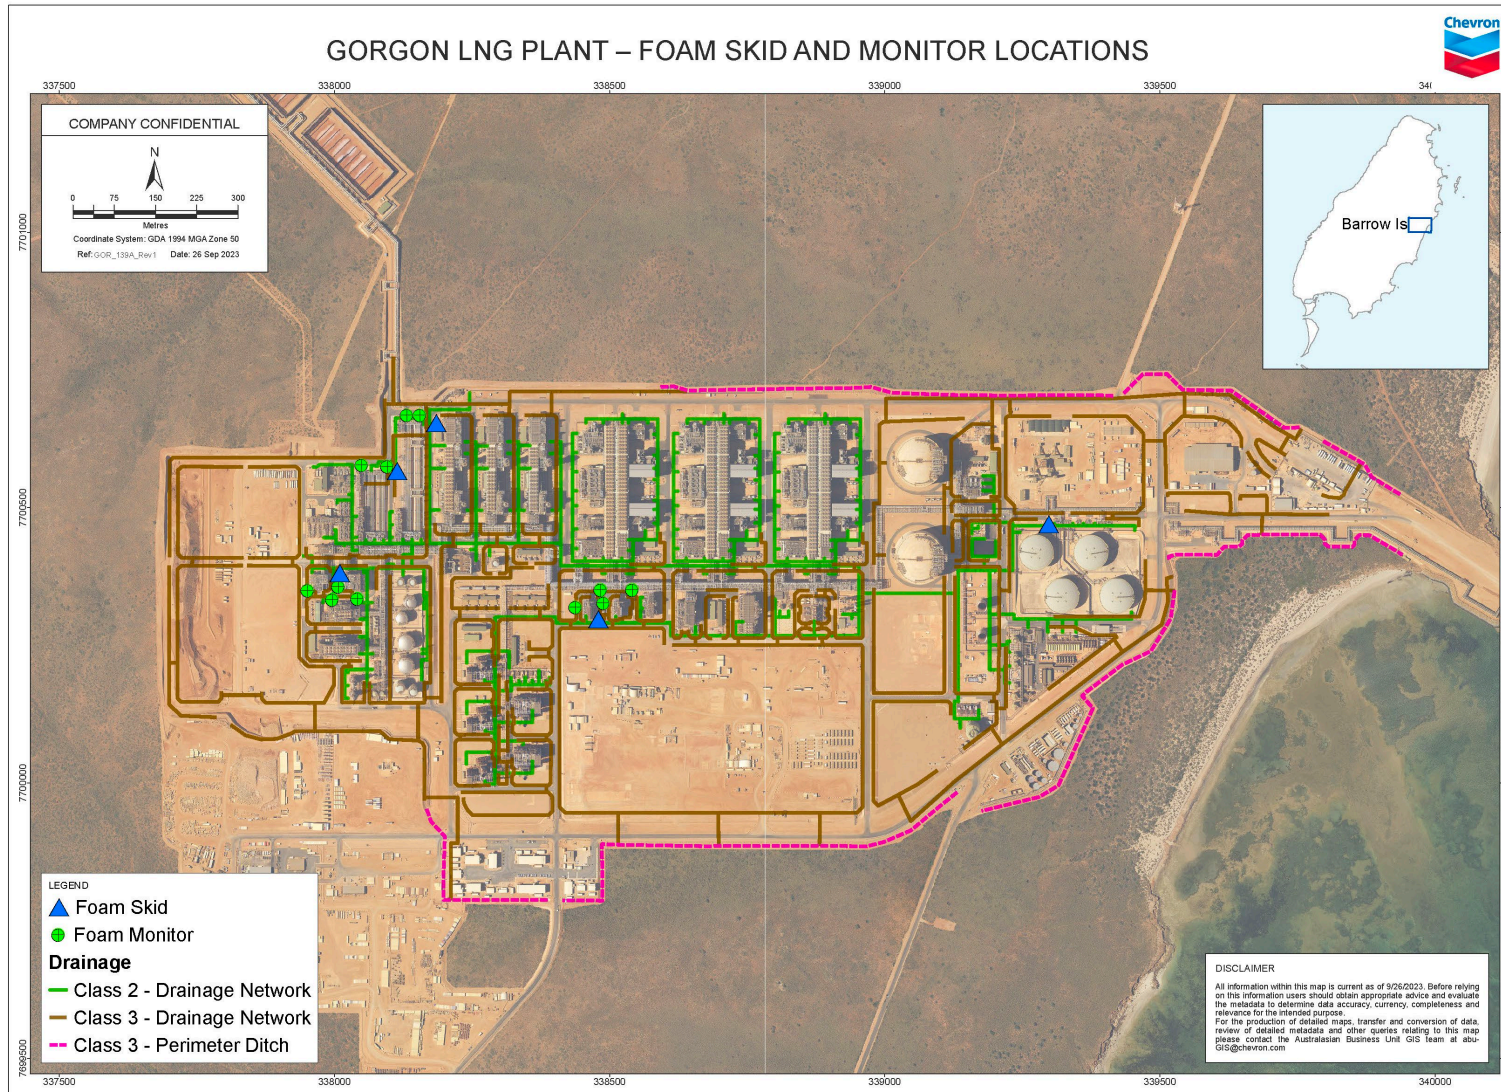 Chevron
GORGON LNG PLANT – FOAM SKID AND MONITOR LOCATIONS
337500 338000 338500 339000 339500 340
COMPANY CONFIDENTIAL
N
0 75 150 225 300
Metres
Coordinate System: GDA 1994 MGA Zone 50
Ref: GOR_139A_Rev1 Date: 26 Sep 2023
Barrow Is
7701000
7700500
7700000
7699500
7701000
7700500
7700000
LEGEND
Foam Skid
Foam Monitor
Drainage
Class 2 - Drainage Network
Class 3 - Drainage Network
Class 3 - Perimeter Ditch
DISCLAIMER
All information within this map is current as of 9/26/2023. Before relying
on this information users should obtain appropriate advice and evaluate
the metadata to determine data accuracy, currency, completeness and
relevance for the intended purpose.
For the production of detailed maps, transfer and conversion of data,
review of detailed metadata and other queries relating to this map
please contact the Australasian Business Unit GIS team at abu-
GIS@chevron.com
337500 338000 338500 339000 339500 340000